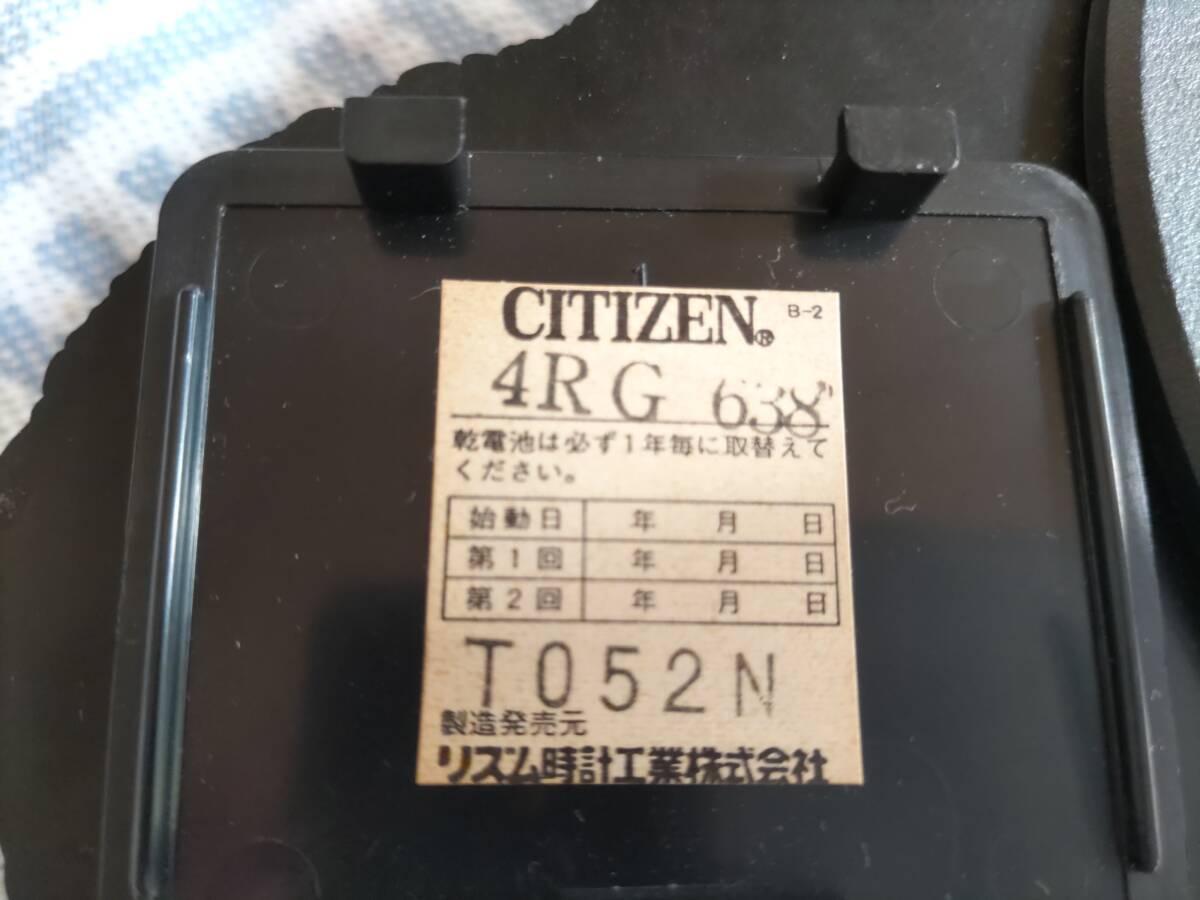 CITIZEN® B-2
4RG 638
乾電池は必ず1年毎に取替えて
ください。
始動日 年 月 日
第1回 年 月 日
第2回 年 月 日
T052N
製造発売元
リズム時計工業株式会社